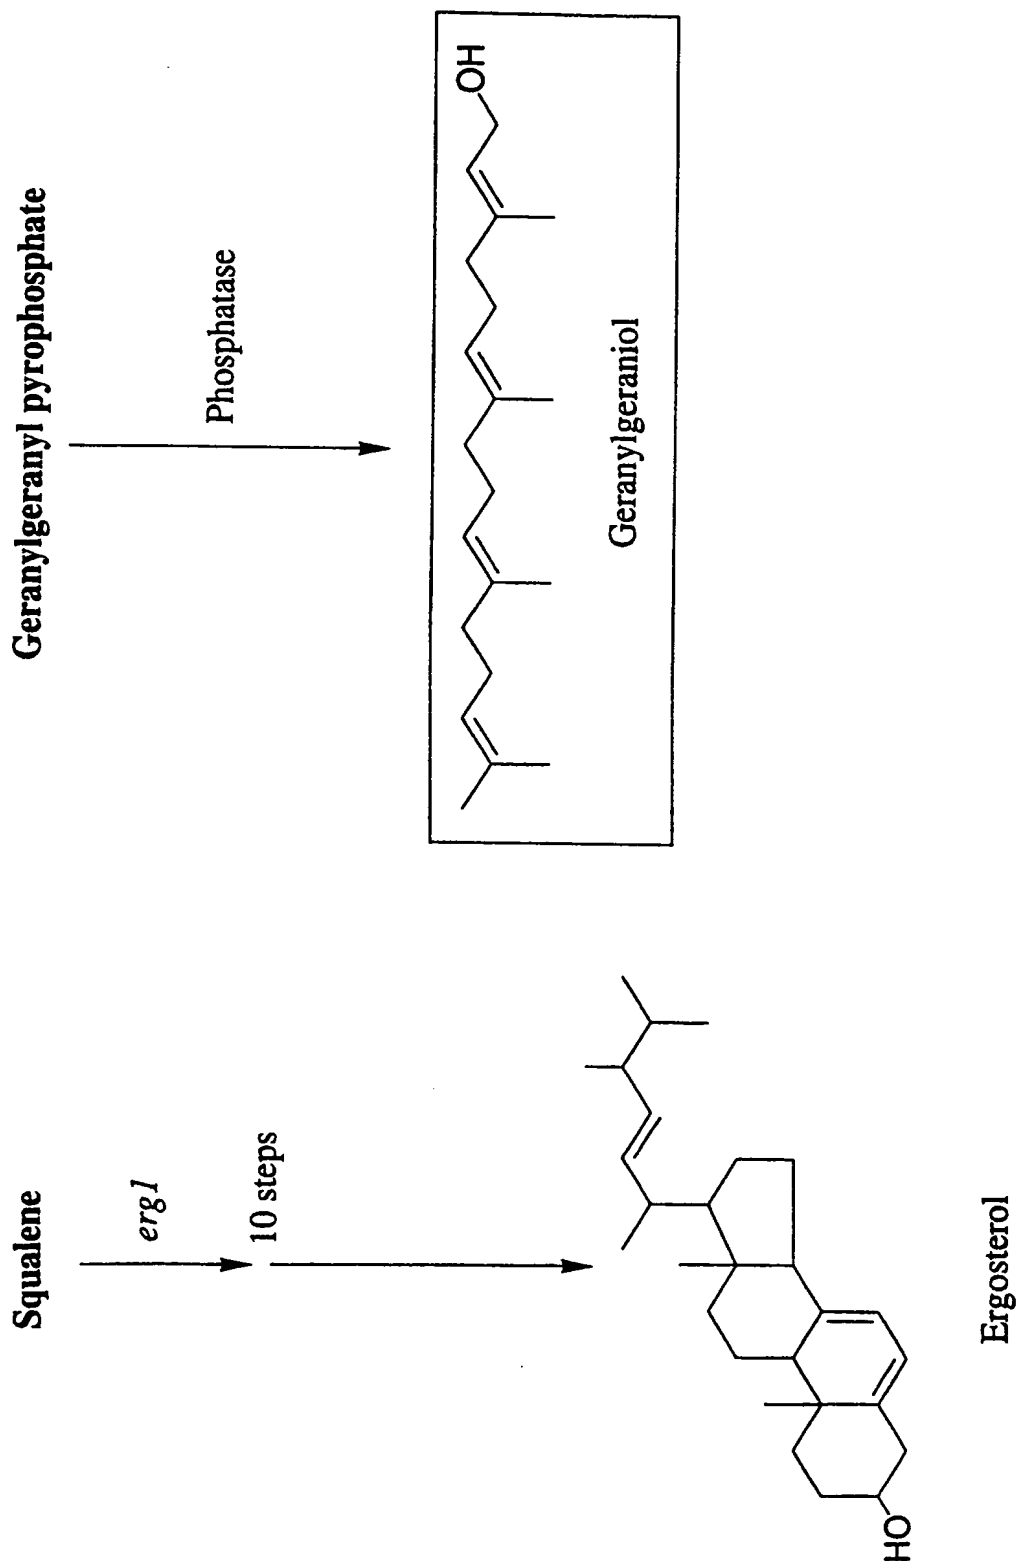 Squalene
erg1
10 steps
HO
Ergosterol
Geranylgeranyl pyrophosphate
Phosphatase
OH
Geranylgeraniol